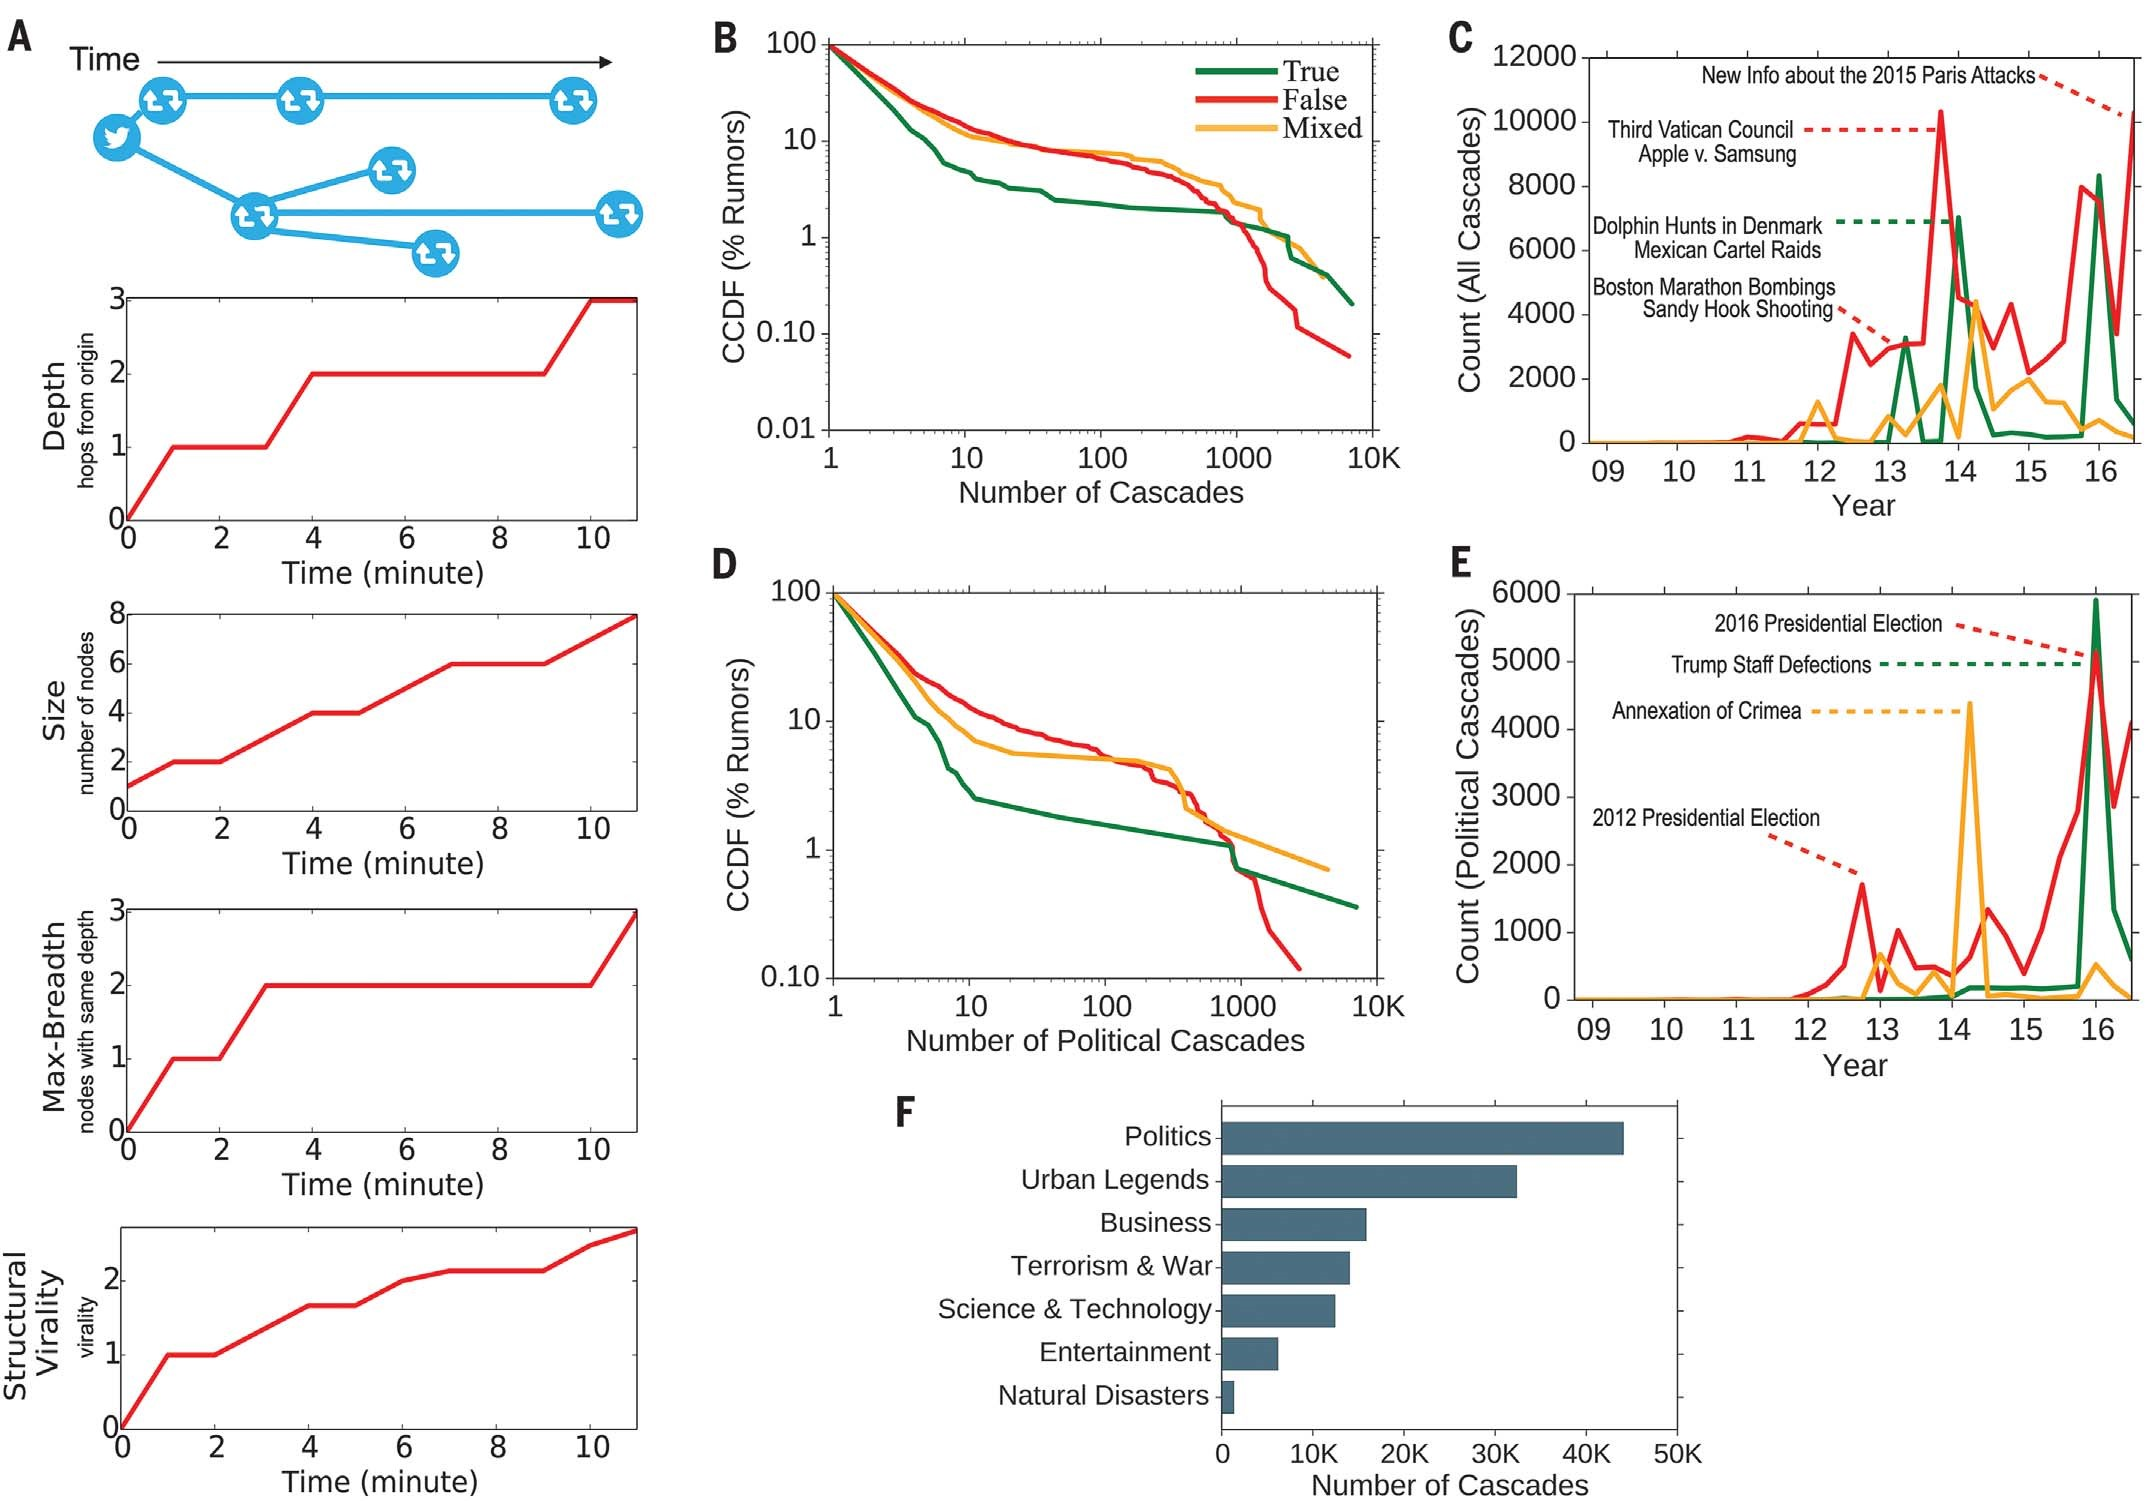 A
Time
Depth
hops from origin
3
2
1
0
0 2 4 6 8 10
Time (minute)
Size
number of nodes
8
6
4
2
0
0 2 4 6 8 10
Time (minute)
Max-Breadth
nodes with same depth
3
2
1
0
0 2 4 6 8 10
Time (minute)
Structural
Virality
virality
2
1
0
0 2 4 6 8 10
Time (minute)
B
CCDF (% Rumors)
100
10
1
0.10
0.01
True
False
Mixed
1 10 100 1000 10K
Number of Cascades
C
Count (All Cascades)
12000
10000
8000
6000
4000
2000
0
New Info about the 2015 Paris Attacks
Third Vatican Council
Apple v. Samsung
Dolphin Hunts in Denmark
Mexican Cartel Raids
Boston Marathon Bombings
Sandy Hook Shooting
09 10 11 12 13 14 15 16
Year
D
CCDF (% Rumors)
100
10
1
0.10
1 10 100 1000 10K
Number of Political Cascades
E
Count (Political Cascades)
6000
5000
4000
3000
2000
1000
0
2016 Presidential Election
Trump Staff Defections
Annexation of Crimea
2012 Presidential Election
09 10 11 12 13 14 15 16
Year
F
Politics
Urban Legends
Business
Terrorism & War
Science & Technology
Entertainment
Natural Disasters
0 10K 20K 30K 40K 50K
Number of Cascades